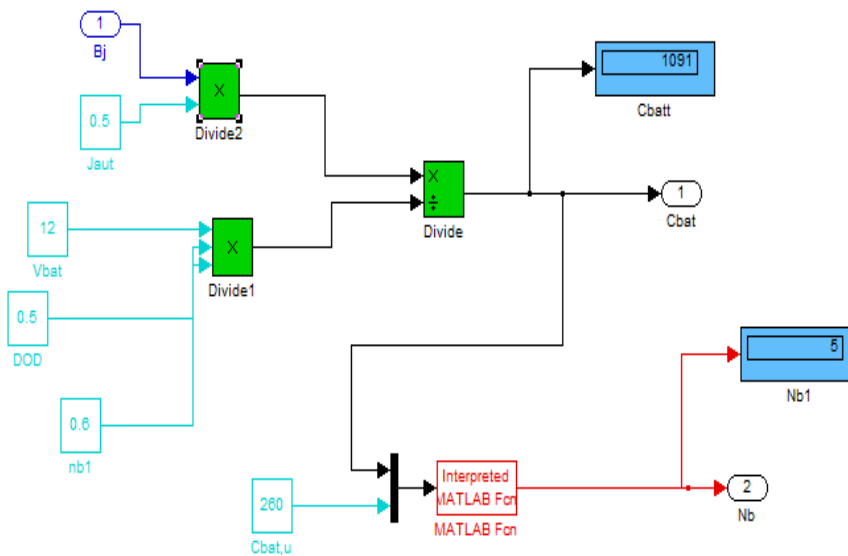 1
Bj
X
Divide2
0.5
Jaut
1091
Cbatt
X
÷
Divide
1
Cbat
12
Vbat
X
Divide1
0.5
DOD
0.6
nb1
5
Nb1
260
Cbat,u
Interpreted
MATLAB Fcn
MATLAB Fcn
2
Nb